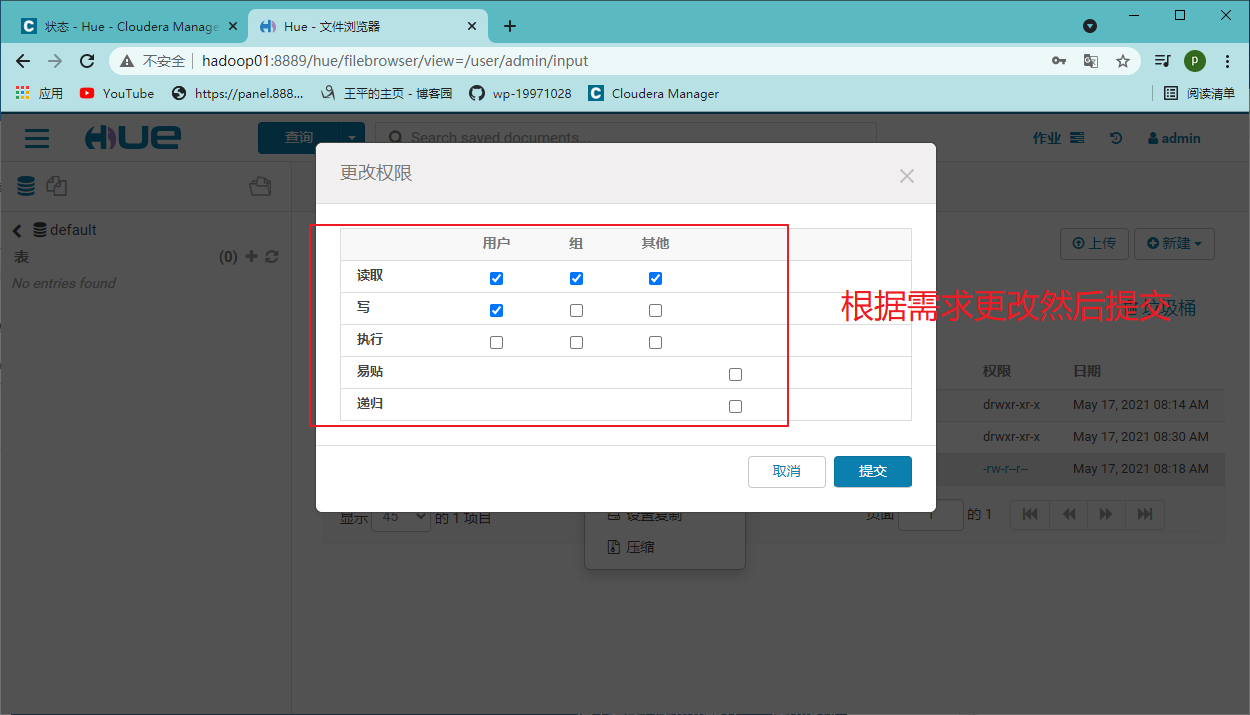 状态 - Hue - Cloudera Manage
Hue - 文件浏览器
不安全 hadoop01:8889/hue/filebrowser/view=/user/admin/input
应用 YouTube https://panel.888... 王平的主页 - 博客园 wp-19971028 Cloudera Manager 阅读清单
HUE 查询 Search saved documents... 作业 admin
更改权限
default
表 (0)
No entries found
上传 新建
用户 组 其他
读取
写
执行
易贴
递归
根据需求更改然后提交
垃圾桶
权限 日期
drwxr-xr-x May 17, 2021 08:14 AM
drwxr-xr-x May 17, 2021 08:30 AM
-rw-r--r-- May 17, 2021 08:18 AM
取消 提交
显示 45 的 1 项目 设置复制 页面 1 的 1
压缩